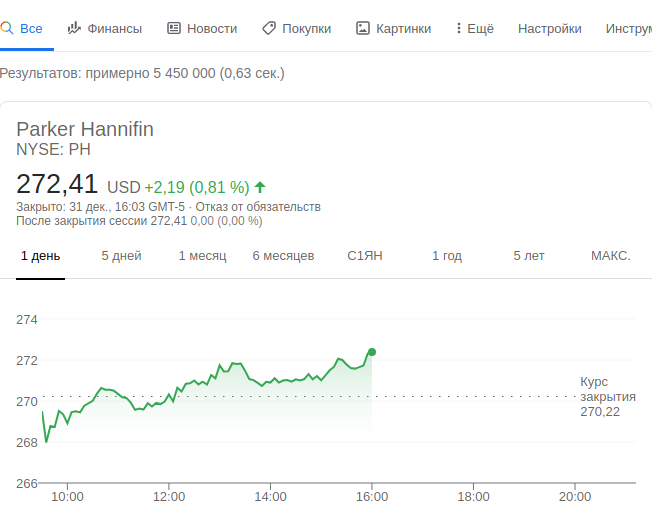 Все Финансы Новости Покупки Картинки Ещё Настройки Инструм
Результатов: примерно 5 450 000 (0,63 сек.)
Parker Hannifin
NYSE: PH
272,41 USD +2,19 (0,81 %)
Закрыто: 31 дек., 16:03 GMT-5 · Отказ от обязательств
После закрытия сессии 272,41 0,00 (0,00 %)
1 день 5 дней 1 месяц 6 месяцев С1ЯН 1 год 5 лет МАКС.
274
272
270
268
266
Курс
закрытия
270,22
10:00 12:00 14:00 16:00 18:00 20:00